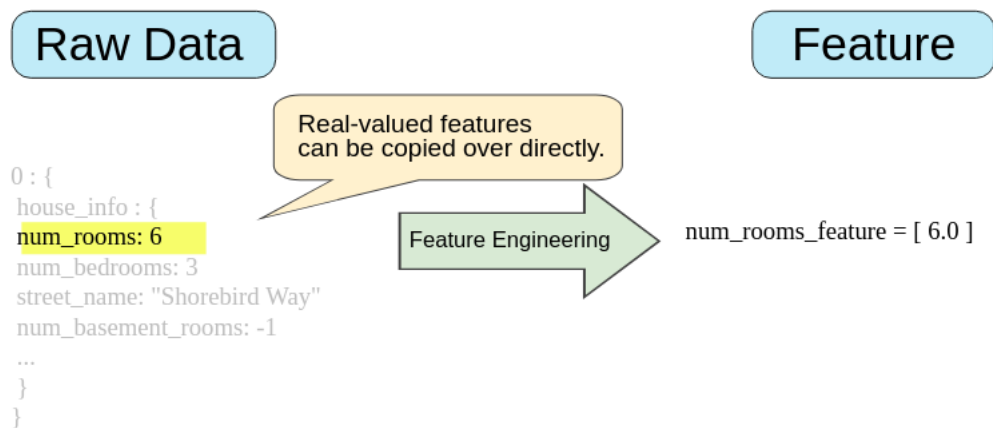 Raw Data
Feature
Real-valued features
can be copied over directly.
0 : {
house_info : {
num_rooms: 6
num_bedrooms: 3
street_name: "Shorebird Way"
num_basement_rooms: -1
...
}
}
Feature Engineering
num_rooms_feature = [ 6.0 ]